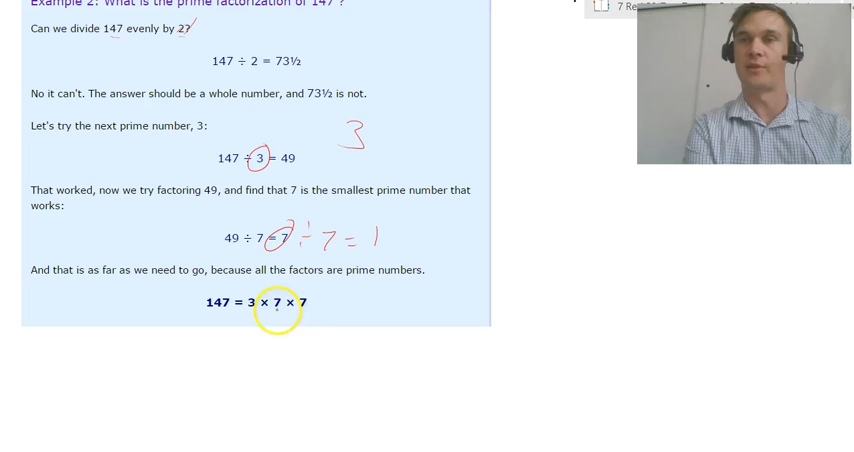 Example 2: What is the prime factorization of 147 ?
Can we divide 147 evenly by 2?
147 ÷ 2 = 73½
No it can't. The answer should be a whole number, and 73½ is not.
Let's try the next prime number, 3:
3
147 ÷ 3 = 49
That worked, now we try factoring 49, and find that 7 is the smallest prime number that
works:
49 ÷ 7 = 7 ÷ 7 = 1
And that is as far as we need to go, because all the factors are prime numbers.
147 = 3 × 7 × 7